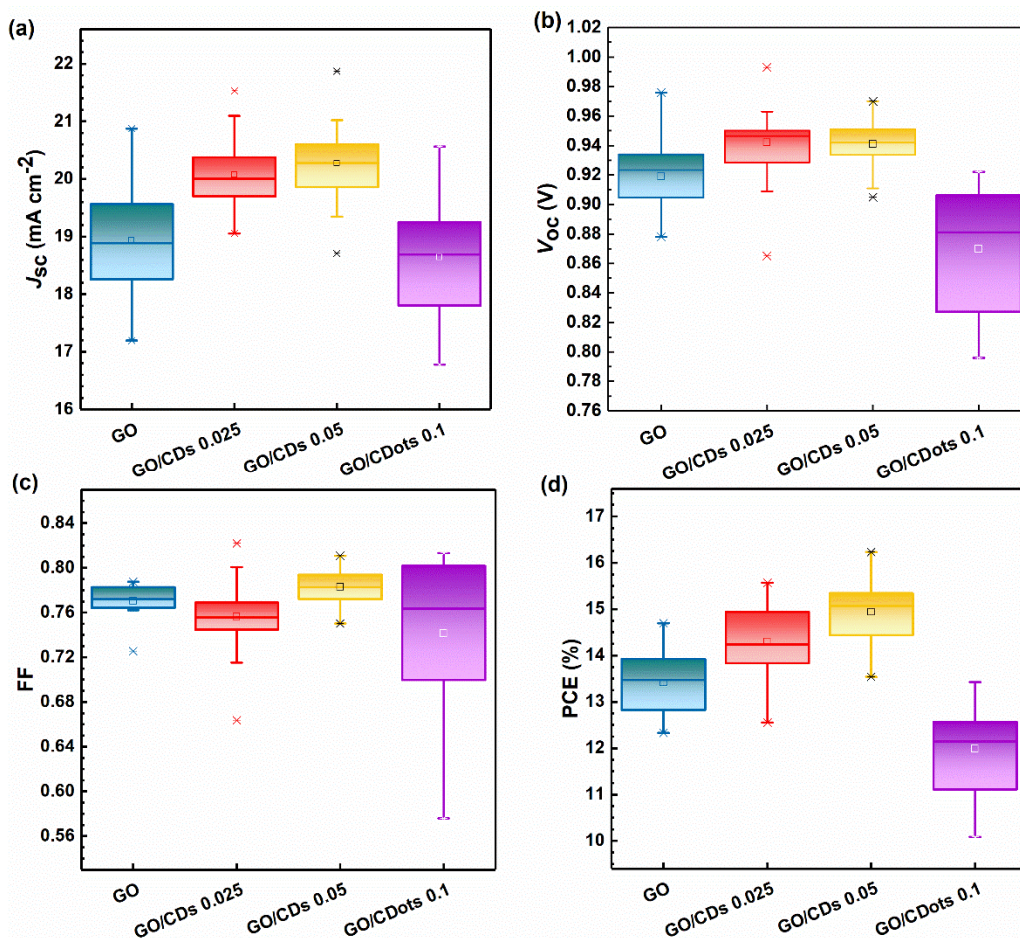 (a)
J_SC (mA cm⁻²)
22
21
20
19
18
17
16
GO
GO/CDs 0.025
GO/CDs 0.05
GO/CDots 0.1
(b)
V_OC (V)
1.02
1.00
0.98
0.96
0.94
0.92
0.90
0.88
0.86
0.84
0.82
0.80
0.78
0.76
GO
GO/CDs 0.025
GO/CDs 0.05
GO/CDots 0.1
(c)
FF
0.84
0.80
0.76
0.72
0.68
0.64
0.60
0.56
GO
GO/CDs 0.025
GO/CDs 0.05
GO/CDots 0.1
(d)
PCE (%)
17
16
15
14
13
12
11
10
GO
GO/CDs 0.025
GO/CDs 0.05
GO/CDots 0.1